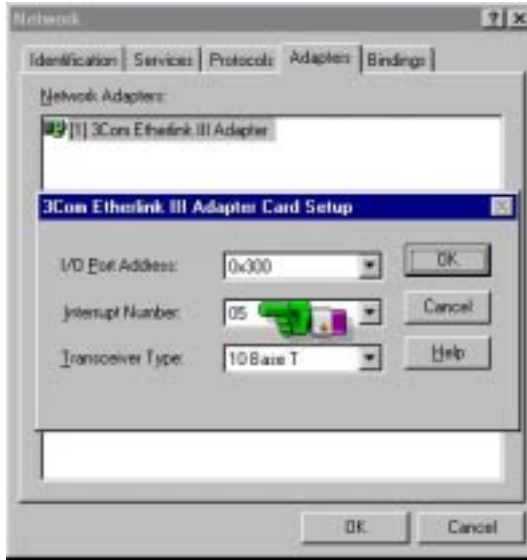 Network
Identification Services Protocols Adapters Bindings
Network Adapters:
[1] 3Com Etherlink III Adapter
3Com Etherlink III Adapter Card Setup
I/O Port Address: 0x300 OK
Interrupt Number: 05 Cancel
Transceiver Type: 10 Base T Help
OK Cancel